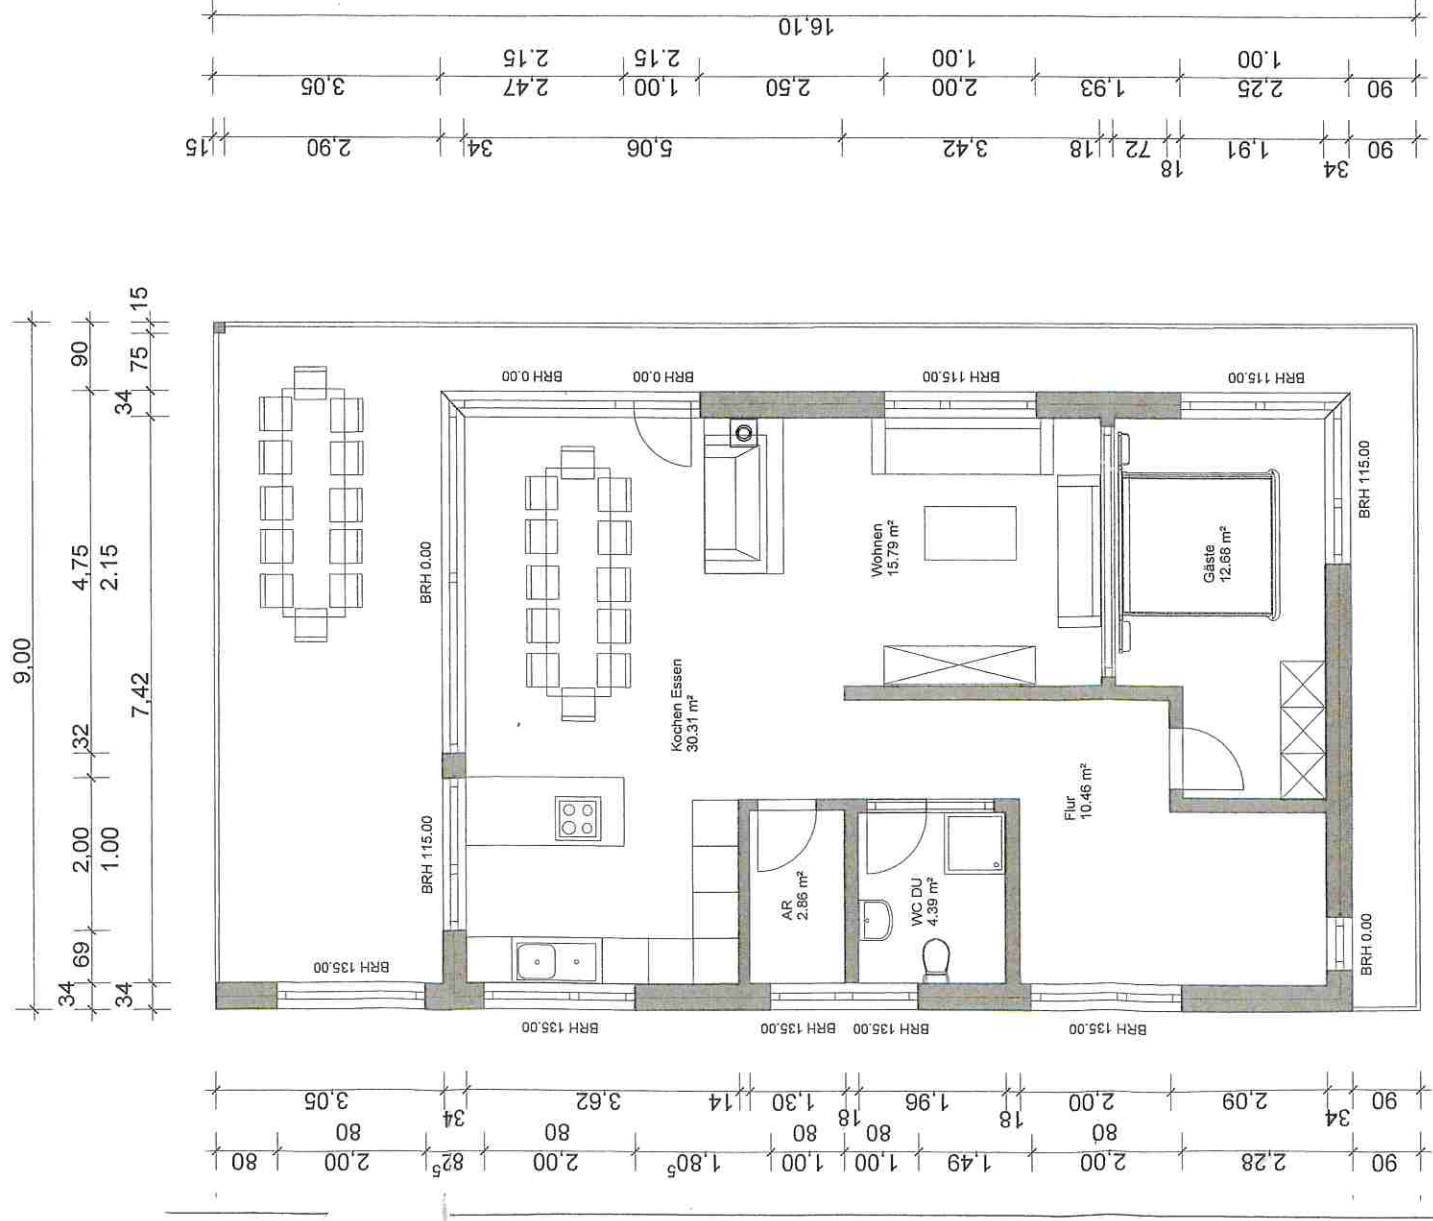 16,10
2.15
2.15
1.00
1.00
3,05
2,47
1,00
2,50
2,00
1,93
2,25
90
15
2,90
34
5,06
3,42
18
72
18
1,91
34
90
9,00
90
4,75
2.15
32
2,00
1.00
69
34
15
75
34
7,42
34
BRH 0.00
BRH 0.00
BRH 115.00
BRH 115.00
BRH 0.00
BRH 115.00
BRH 115.00
BRH 0.00
Wohnen
15.79 m²
Gäste
12.68 m²
Kochen Essen
30.31 m²
Flur
10.46 m²
AR
2.86 m²
WC DU
4.39 m²
BRH 135.00
BRH 135.00
BRH 135.00
BRH 135.00
BRH 135.00
3,05
34
3,62
14
1,30
18
1,96
18
2,00
2,09
34
90
80
80
80
80
80
80
2,00
82⁵
2,00
1,80⁵
1,00
1,00
1,49
2,00
2,28
90